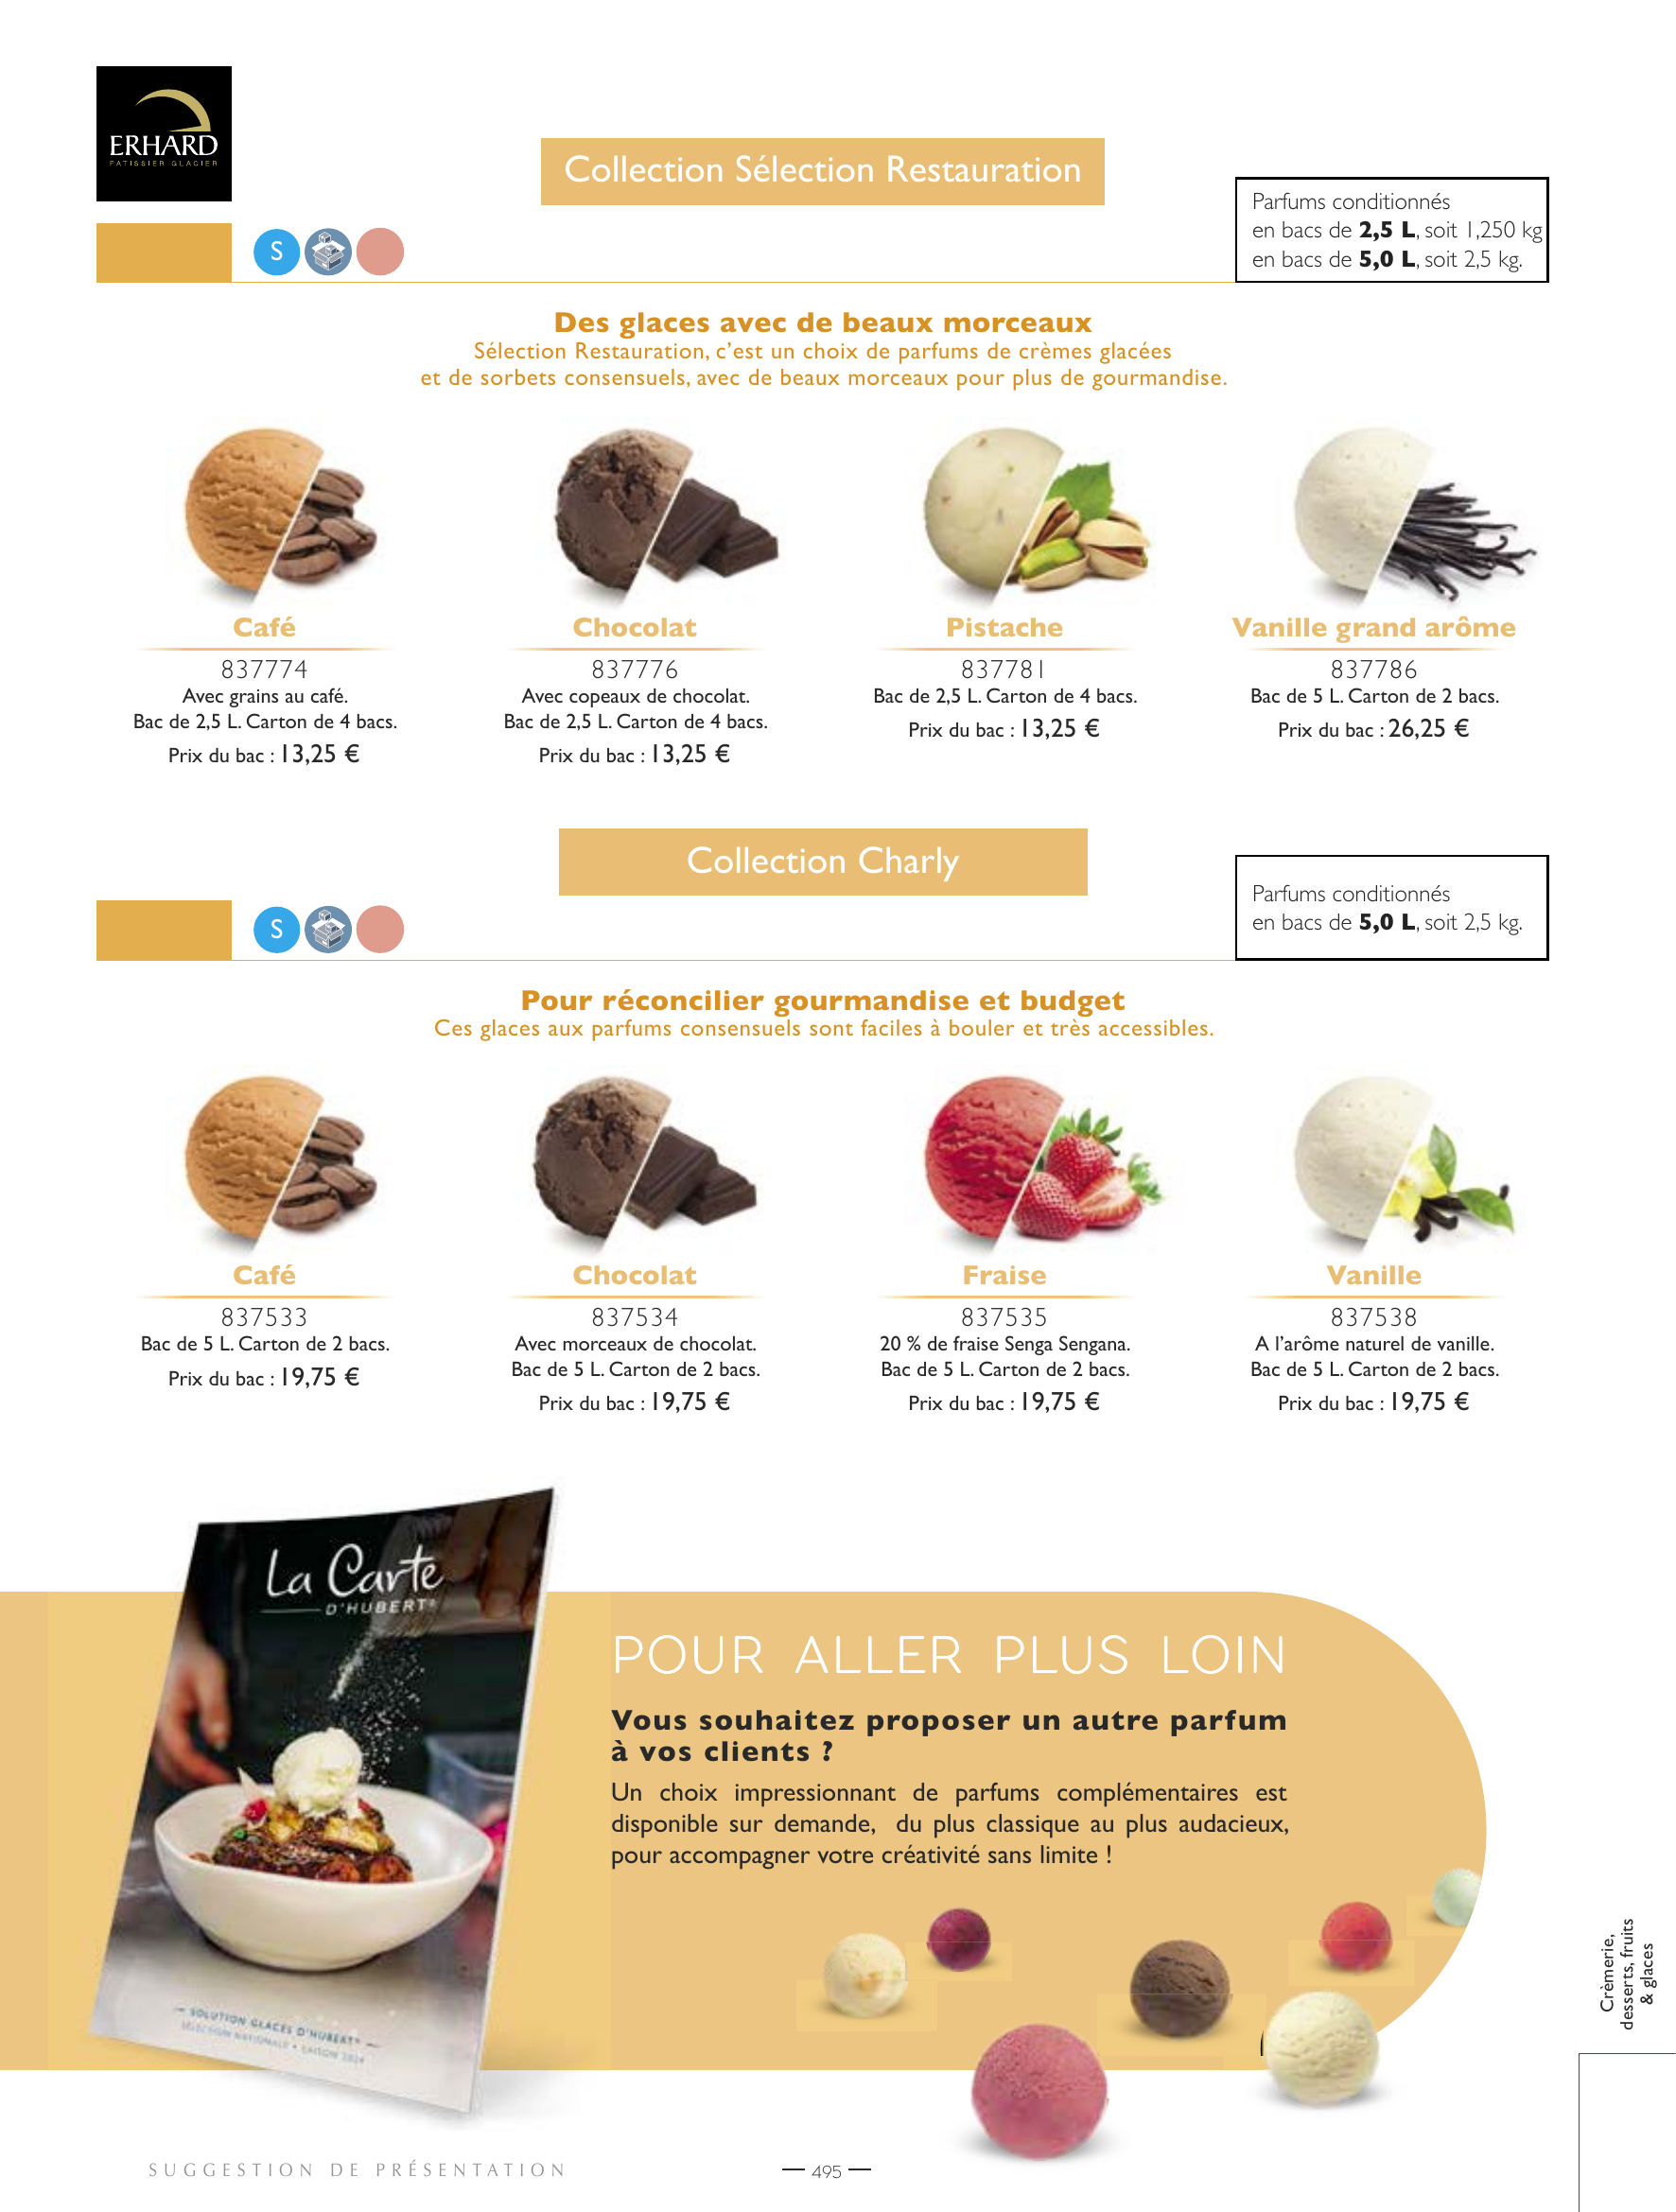 ERHARD
PATISSIER GLACIER
Collection Sélection Restauration
Parfums conditionnés
en bacs de 2,5 L, soit 1,250 kg
en bacs de 5,0 L, soit 2,5 kg.
S
Des glaces avec de beaux morceaux
Sélection Restauration, c’est un choix de parfums de crèmes glacées
et de sorbets consensuels, avec de beaux morceaux pour plus de gourmandise.
Café
837774
Avec grains au café.
Bac de 2,5 L. Carton de 4 bacs.
Prix du bac : 13,25 €
Chocolat
837776
Avec copeaux de chocolat.
Bac de 2,5 L. Carton de 4 bacs.
Prix du bac : 13,25 €
Pistache
837781
Bac de 2,5 L. Carton de 4 bacs.
Prix du bac : 13,25 €
Vanille grand arôme
837786
Bac de 5 L. Carton de 2 bacs.
Prix du bac : 26,25 €
Collection Charly
Parfums conditionnés
en bacs de 5,0 L, soit 2,5 kg.
S
Pour réconcilier gourmandise et budget
Ces glaces aux parfums consensuels sont faciles à bouler et très accessibles.
Café
837533
Bac de 5 L. Carton de 2 bacs.
Prix du bac : 19,75 €
Chocolat
837534
Avec morceaux de chocolat.
Bac de 5 L. Carton de 2 bacs.
Prix du bac : 19,75 €
Fraise
837535
20 % de fraise Senga Sengana.
Bac de 5 L. Carton de 2 bacs.
Prix du bac : 19,75 €
Vanille
837538
A l’arôme naturel de vanille.
Bac de 5 L. Carton de 2 bacs.
Prix du bac : 19,75 €
La Carte
D'HUBERT®
SOLUTION GLACES D'HUBERT®
SÉLECTION NATIONALE • SAISON 2024
POUR ALLER PLUS LOIN
Vous souhaitez proposer un autre parfum
à vos clients ?
Un choix impressionnant de parfums complémentaires est
disponible sur demande, du plus classique au plus audacieux,
pour accompagner votre créativité sans limite !
Crèmerie,
desserts, fruits
& glaces
SUGGESTION DE PRÉSENTATION
495